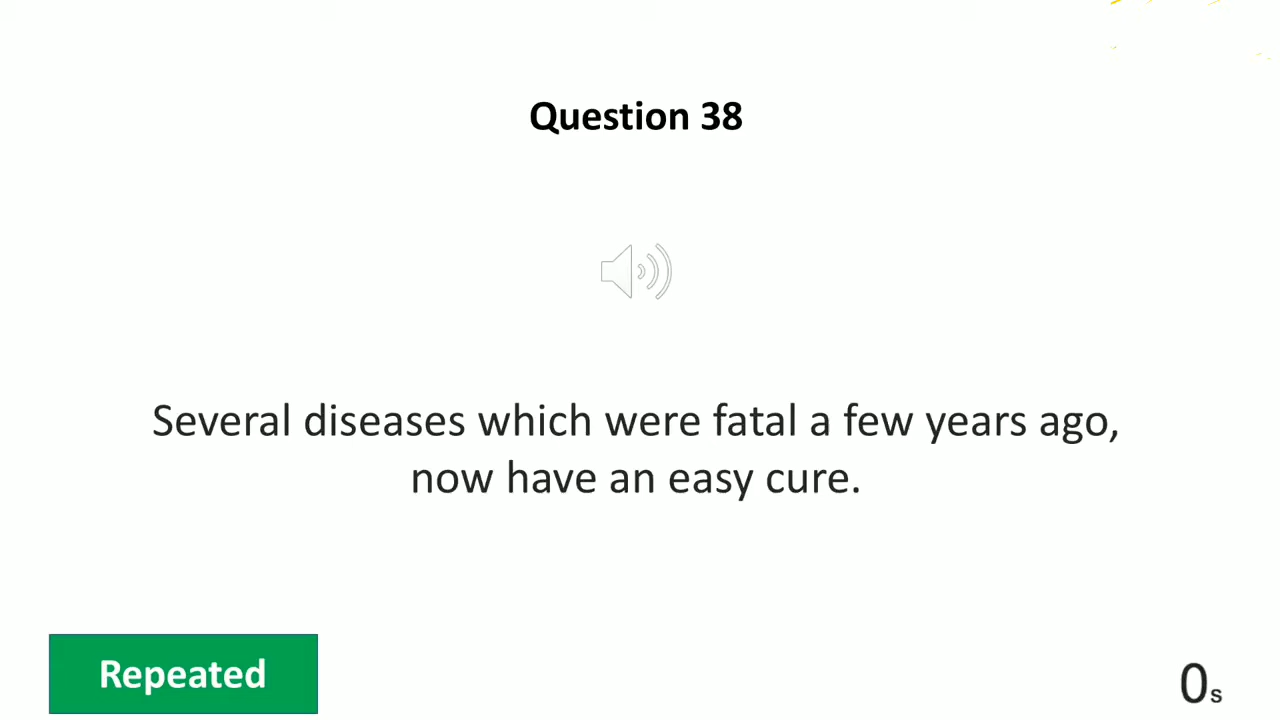 Question 38
Several diseases which were fatal a few years ago,
now have an easy cure.
Repeated
0s